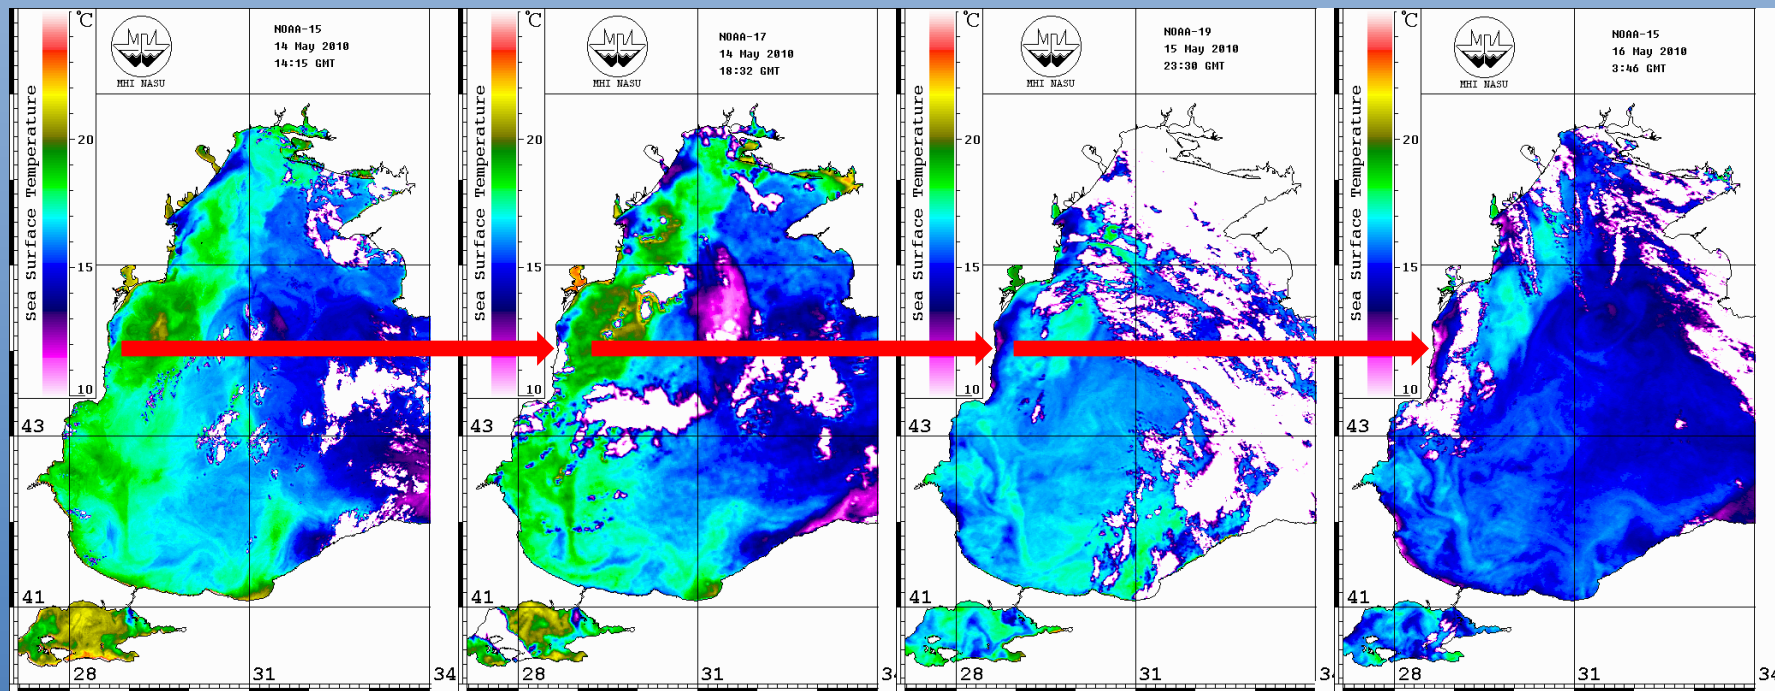 °C
NOAA-15
14 May 2010
14:15 GMT
MHI NASU
Sea Surface Temperature
20
15
10
43
41
28
31
34
°C
NOAA-17
14 May 2010
18:32 GMT
MHI NASU
Sea Surface Temperature
20
15
10
43
41
28
31
°C
NOAA-19
15 May 2010
23:30 GMT
MHI NASU
Sea Surface Temperature
20
15
10
43
41
28
31
°C
NOAA-15
16 May 2010
3:46 GMT
MHI NASU
Sea Surface Temperature
20
15
10
43
41
28
31
34